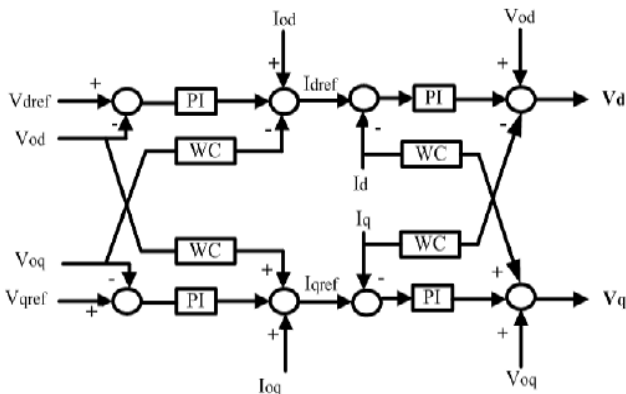 Iod
Vod
+
+
+
Idref
Vdref
PI
PI
Vd
-
-
-
-
Vod
WC
WC
Id
Iq
Voq
WC
WC
-
+
-
+
Iqref
Vqref
PI
PI
Vq
+
+
+
Ioq
Voq